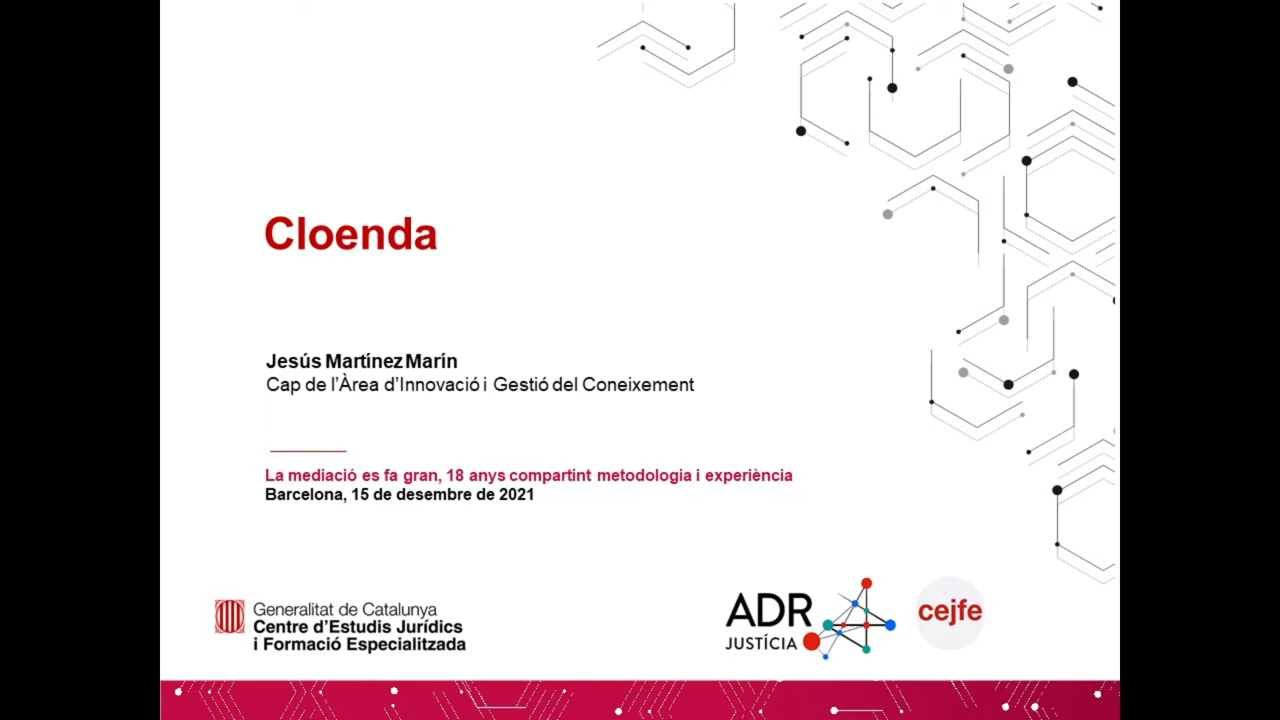 Cloenda
Jesús Martínez Marín
Cap de l'Àrea d'Innovació i Gestió del Coneixement
La mediació es fa gran, 18 anys compartint metodologia i experiència
Barcelona, 15 de desembre de 2021
Generalitat de Catalunya
Centre d'Estudis Jurídics
i Formació Especialitzada
ADR
JUSTÍCIA
cejfe